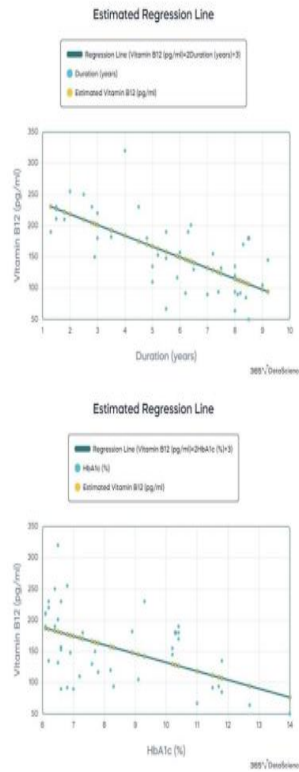 Estimated Regression Line
Regression Line (Vitamin B12 (pg/ml)=2Duration (years)+3)
Duration (years)
Estimated Vitamin B12 (pg/ml)
Vitamin B12 (pg/ml)
350
300
250
200
150
100
50
1 2 3 4 5 6 7 8 9 10
Duration (years)
365 DataScience
Estimated Regression Line
Regression Line (Vitamin B12 (pg/ml)=2HbA1c (%)+3)
HbA1c (%)
Estimated Vitamin B12 (pg/ml)
Vitamin B12 (pg/ml)
350
300
250
200
150
100
50
6 7 8 9 10 11 12 13 14
HbA1c (%)
365 DataScience